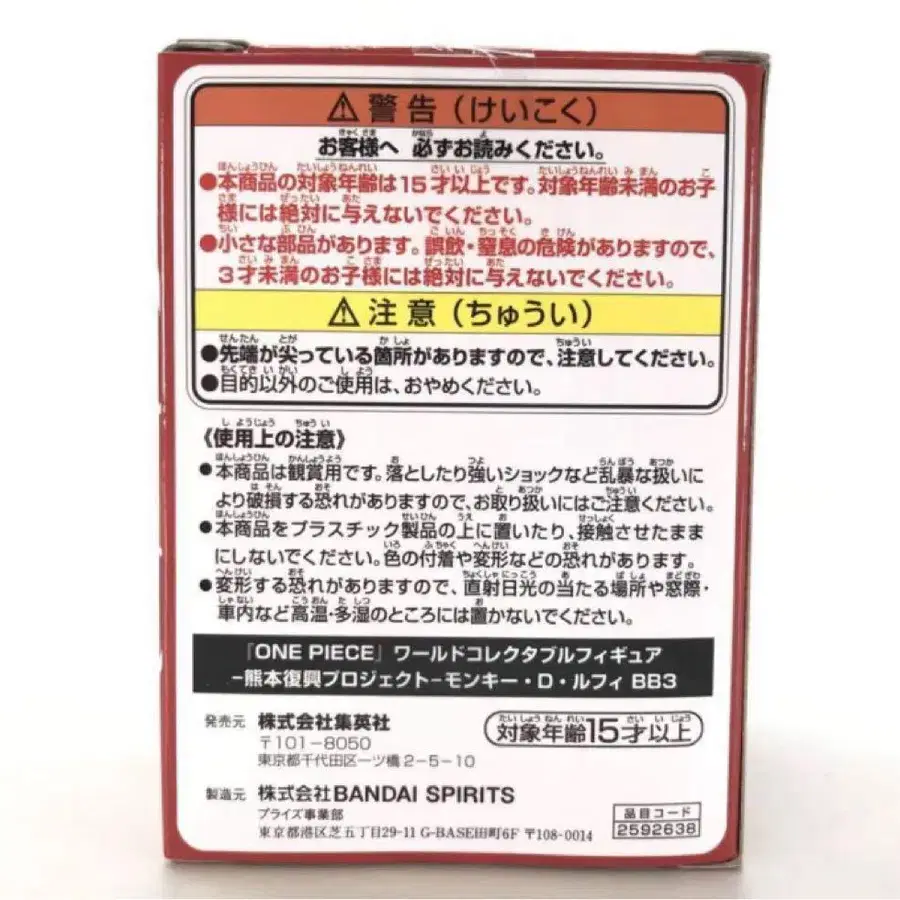 ⚠警告(けいこく)
お客様へ 必ずお読みください。
●本商品の対象年齢は15才以上です。対象年齢未満のお子
様には絶対に与えないでください。
●小さな部品があります。誤飲・窒息の危険がありますので、
3才未満のお子様には絶対に与えないでください。
⚠注意(ちゅうい)
●先端が尖っている箇所がありますので、注意してください。
●目的以外のご使用は、おやめください。
《使用上の注意》
●本商品は観賞用です。落としたり強いショックなど乱暴な扱いに
より破損する恐れがありますので、お取り扱いにはご注意ください。
●本商品をプラスチック製品の上に置いたり、接触させたまま
にしないでください。色の付着や変形などの恐れがあります。
●変形する恐れがありますので、直射日光の当たる場所や窓際・
車内など高温・多湿のところには置かないでください。
『ONE PIECE』ワールドコレクタブルフィギュア
-熊本復興プロジェクト-モンキー・D・ルフィ BB3
発売元 株式会社集英社
〒101-8050
東京都千代田区一ツ橋2-5-10
対象年齢15才以上
製造元 株式会社BANDAI SPIRITS
プライズ事業部
東京都港区芝五丁目29-11 G-BASE田町6F 〒108-0014
品目コード
2592638